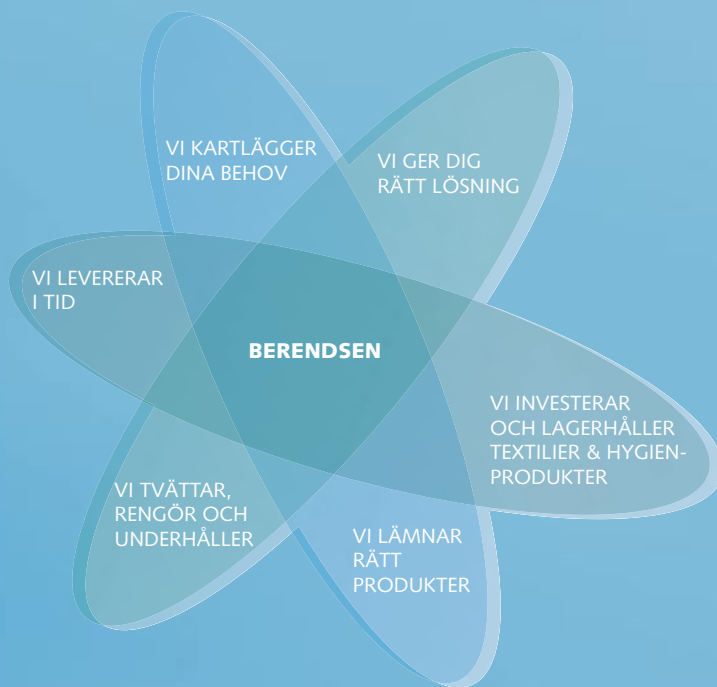 VI KARTLÄGGER
DINA BEHOV
VI GER DIG
RÄTT LÖSNING
VI LEVERERAR
I TID
BERENDSEN
VI INVESTERAR
OCH LAGERHÅLLER
TEXTILIER & HYGIEN-
PRODUKTER
VI TVÄTTAR,
RENGÖR OCH
UNDERHÅLLER
VI LÄMNAR
RÄTT
PRODUKTER